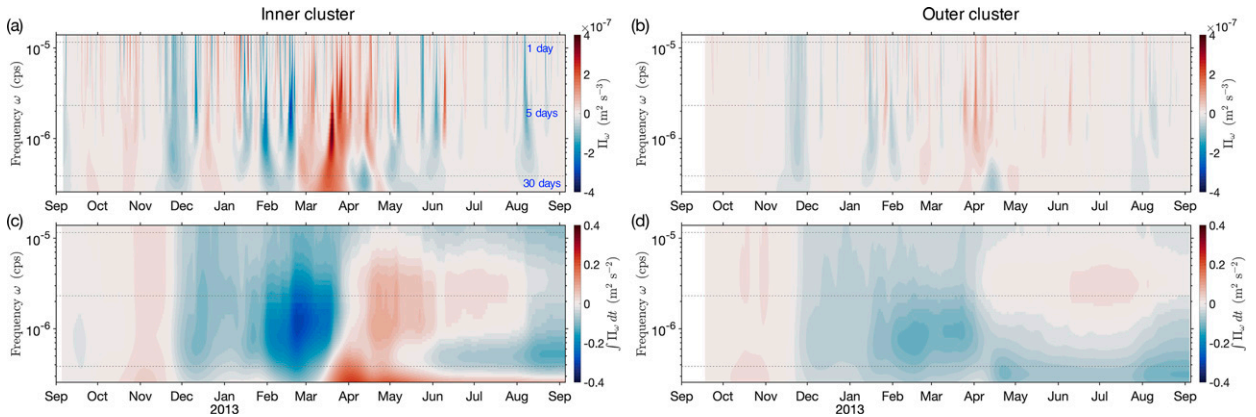 Inner cluster
Outer cluster
(a)
×10⁻⁷
(b)
×10⁻⁷
10⁻⁵
10⁻⁶
Frequency ω (cps)
1 day
5 days
30 days
4
2
0
-2
-4
Π_ω (m² s⁻³)
Sep Oct Nov Dec Jan Feb Mar Apr May Jun Jul Aug Sep
10⁻⁵
10⁻⁶
Frequency ω (cps)
4
2
0
-2
-4
Π_ω (m² s⁻³)
Sep Oct Nov Dec Jan Feb Mar Apr May Jun Jul Aug Sep
(c)
10⁻⁵
10⁻⁶
Frequency ω (cps)
0.4
0.2
0
-0.2
-0.4
∫ Π_ω dt (m² s⁻²)
Sep Oct Nov Dec Jan Feb Mar Apr May Jun Jul Aug Sep
2013
(d)
10⁻⁵
10⁻⁶
Frequency ω (cps)
0.4
0.2
0
-0.2
-0.4
∫ Π_ω dt (m² s⁻²)
Sep Oct Nov Dec Jan Feb Mar Apr May Jun Jul Aug Sep
2013